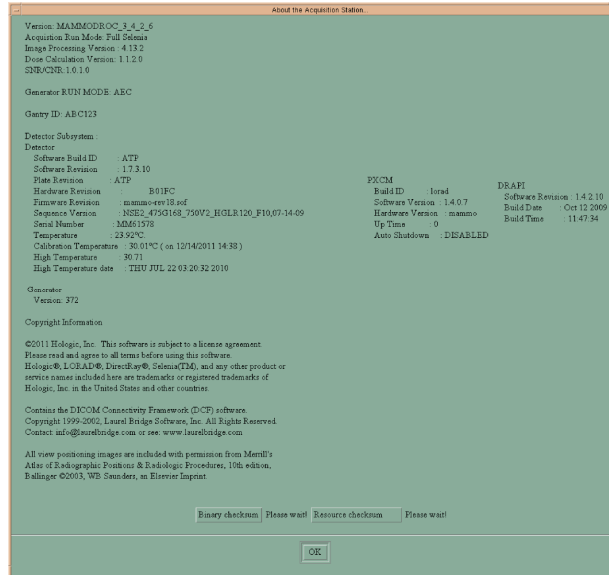 About the Acquisition Station...
Version: MAMMODROC_3_4_2_6
Acquistion Run Mode: Full Selenia
Image Processing Version : 4.13.2
Dose Calculation Version: 1.1.2.0
SNR/CNR:1.0.1.0
Generator RUN MODE: AEC
Gantry ID: ABC123
Detector Subsystem :
Detector
Software Build ID : ATP
Software Revision : 1.7.3.10
Plate Revision : ATP
Hardware Revision : B01FC
Firmware Revision : mammo-rev18.sof
Sequence Version : NSE2_475G168_750V2_HGLR120_F10,07-14-09
Serial Number : MM61578
Temperature : 23.92ºC.
Calibration Temperature : 30.01ºC ( on 12/14/2011 14:38 )
High Temperature : 30.71
High Temperature date : THU JUL 22 03:20:32 2010
PXCM
Build ID : lorad
Software Version : 1.4.0.7
Hardware Version : mammo
Up Time : 0
Auto Shutdown : DISABLED
DRAPI
Software Revision : 1.4.2.10
Build Date : Oct 12 2009
Build Time : 11:47:34
Generator
Version: 372
Copyright Information
©2011 Hologic, Inc. This software is subject to a license agreement.
Please read and agree to all terms before using this software.
Hologic®, LORAD®, DirectRay®, Selenia(TM), and any other product or
service names included here are trademarks or registered trademarks of
Hologic, Inc. in the United States and other countries.
Contains the DICOM Connectivity Framework (DCF) software.
Copyright 1999-2002, Laurel Bridge Software, Inc. All Rights Reserved.
Contact: info@laurelbridge.com or see: www.laurelbridge.com
All view positioning images are included with permission from Merrill's
Atlas of Radiographic Positions & Radiologic Procedures, 10th edition,
Ballinger ©2003, WB Saunders, an Elsevier Imprint.
Binary checksum Please wait! Resource checksum Please wait!
OK